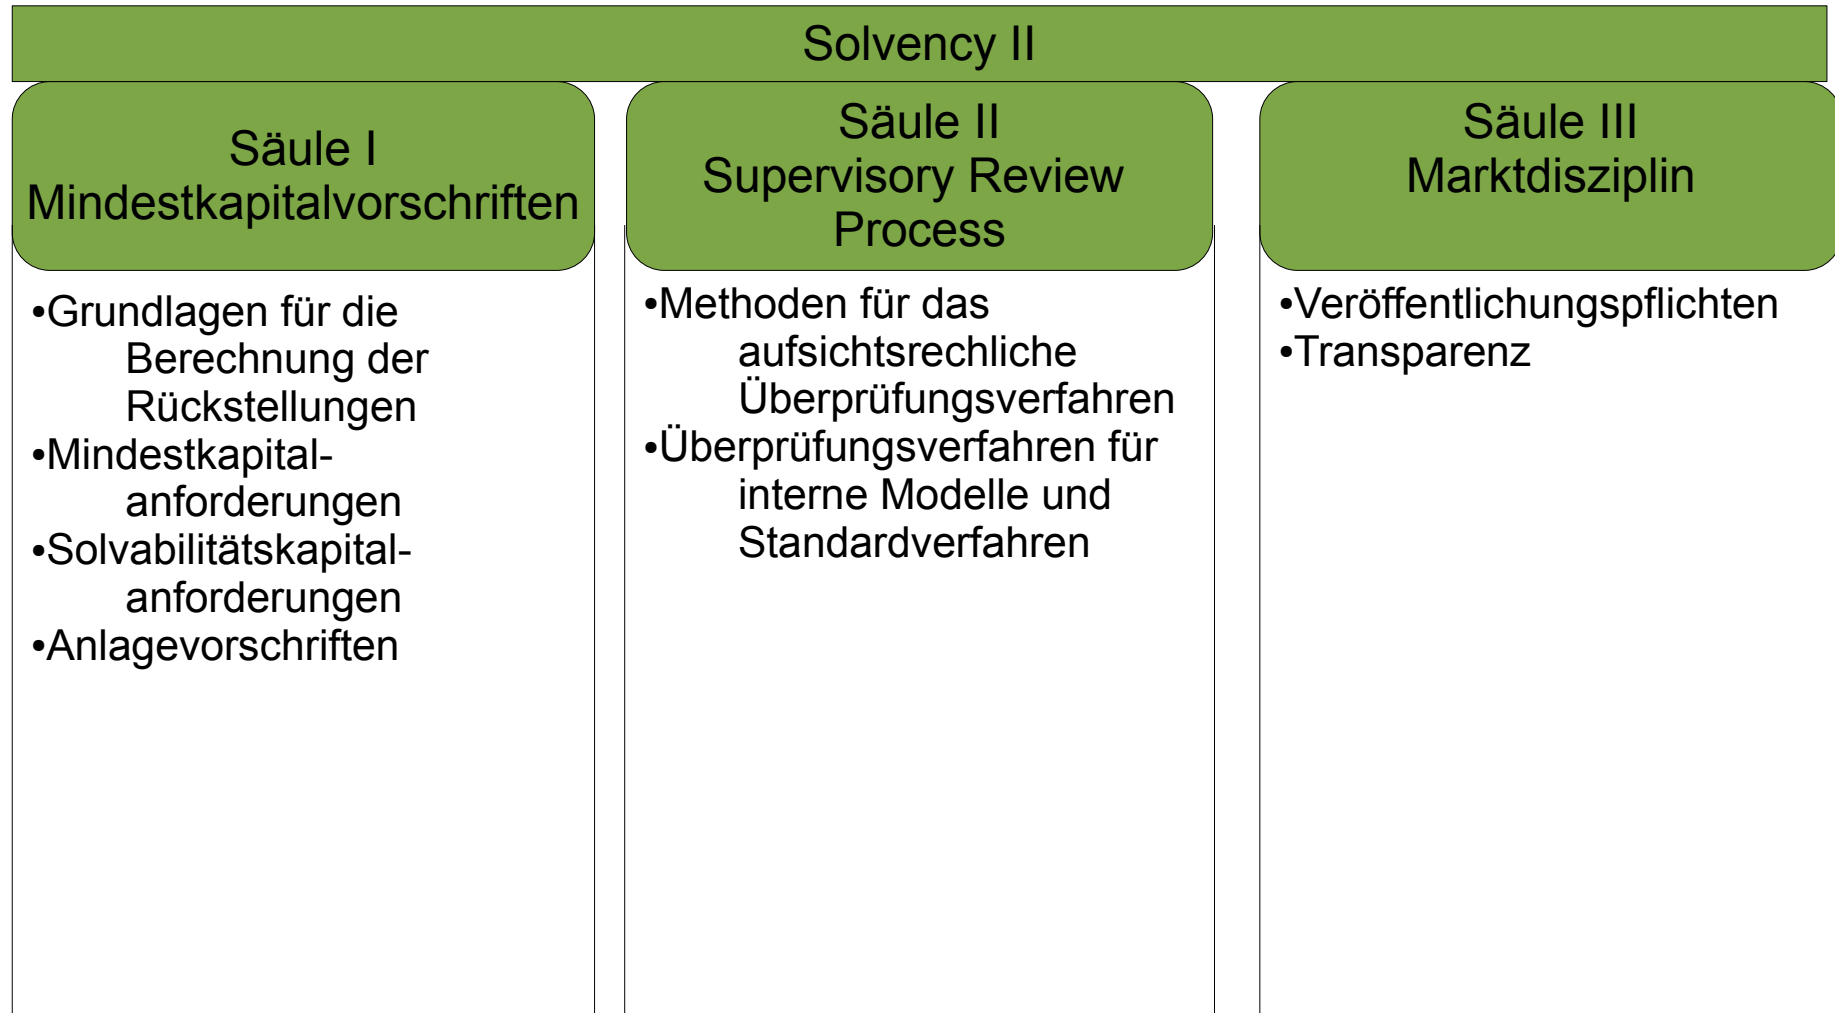 Solvency II
Säule I
Mindestkapitalvorschriften
•Grundlagen für die
Berechnung der
Rückstellungen
•Mindestkapital-
anforderungen
•Solvabilitätskapital-
anforderungen
•Anlagevorschriften
Säule II
Supervisory Review
Process
•Methoden für das
aufsichtsrechliche
Überprüfungsverfahren
•Überprüfungsverfahren für
interne Modelle und
Standardverfahren
Säule III
Marktdisziplin
•Veröffentlichungspflichten
•Transparenz